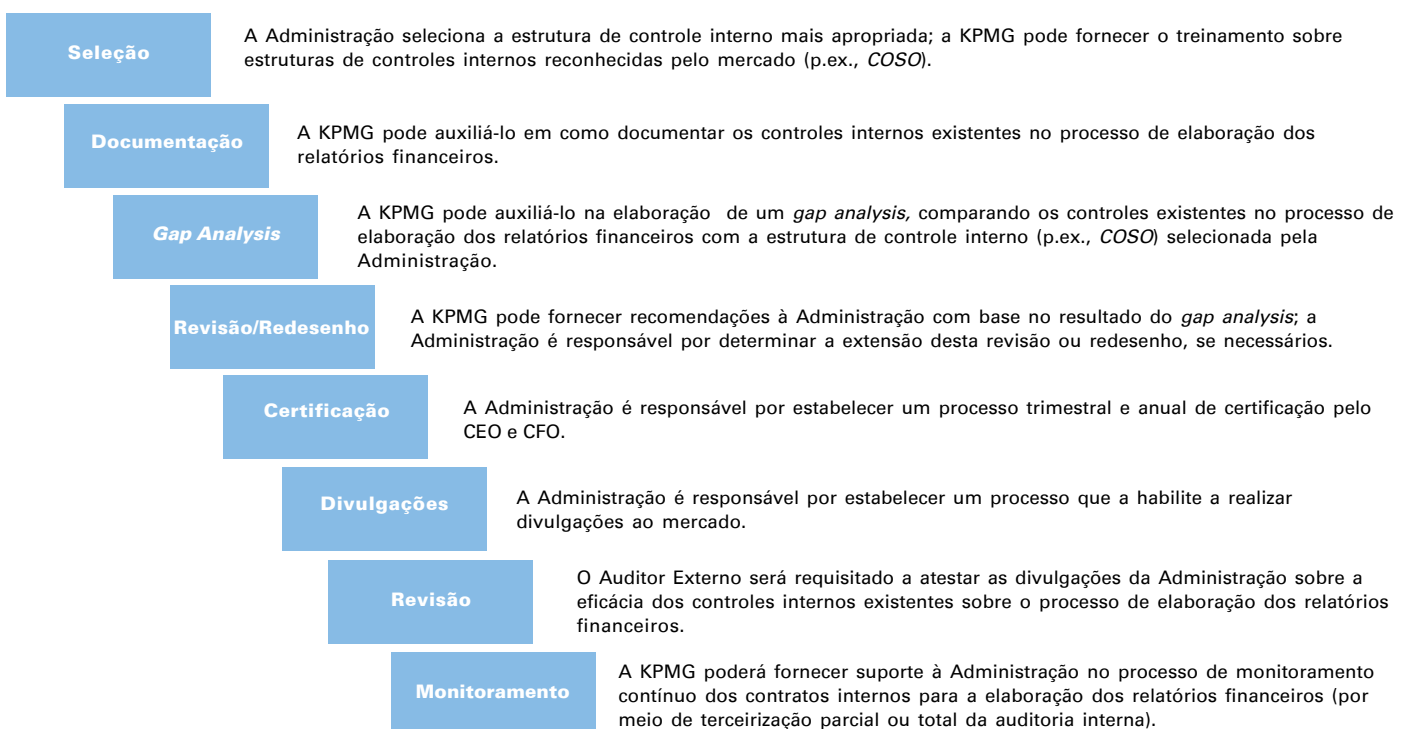 Seleção
A Administração seleciona a estrutura de controle interno mais apropriada; a KPMG pode fornecer o treinamento sobre
estruturas de controles internos reconhecidas pelo mercado (p.ex., COSO).
Documentação
A KPMG pode auxiliá-lo em como documentar os controles internos existentes no processo de elaboração dos
relatórios financeiros.
Gap Analysis
A KPMG pode auxiliá-lo na elaboração de um gap analysis, comparando os controles existentes no processo de
elaboração dos relatórios financeiros com a estrutura de controle interno (p.ex., COSO) selecionada pela
Administração.
Revisão/Redesenho
A KPMG pode fornecer recomendações à Administração com base no resultado do gap analysis; a
Administração é responsável por determinar a extensão desta revisão ou redesenho, se necessários.
Certificação
A Administração é responsável por estabelecer um processo trimestral e anual de certificação pelo
CEO e CFO.
Divulgações
A Administração é responsável por estabelecer um processo que a habilite a realizar
divulgações ao mercado.
Revisão
O Auditor Externo será requisitado a atestar as divulgações da Administração sobre a
eficácia dos controles internos existentes sobre o processo de elaboração dos relatórios
financeiros.
Monitoramento
A KPMG poderá fornecer suporte à Administração no processo de monitoramento
contínuo dos contratos internos para a elaboração dos relatórios financeiros (por
meio de terceirização parcial ou total da auditoria interna).